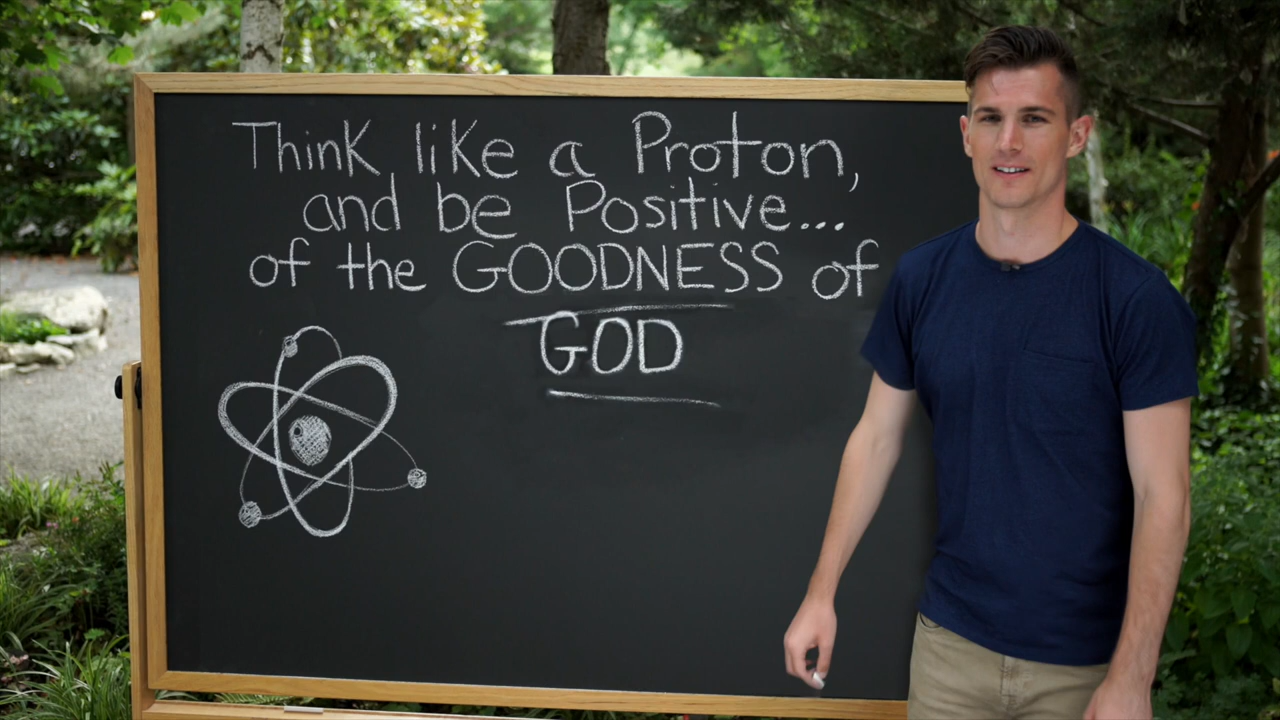 Think like a Proton,
and be Positive...
of the GOODNESS of
GOD